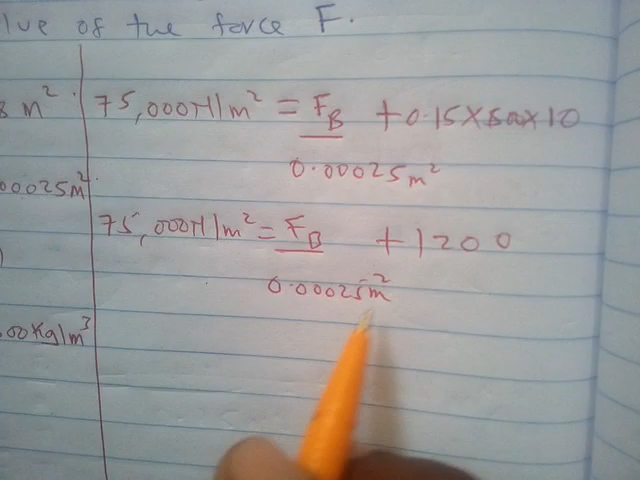 lue of the force F.
8 m² 75,000N/m² = F_B + 0.15×800×10
0.00025m²
00025m²
75,000N/m² = F_B + 1200
0.00025m²
.00kg/m³